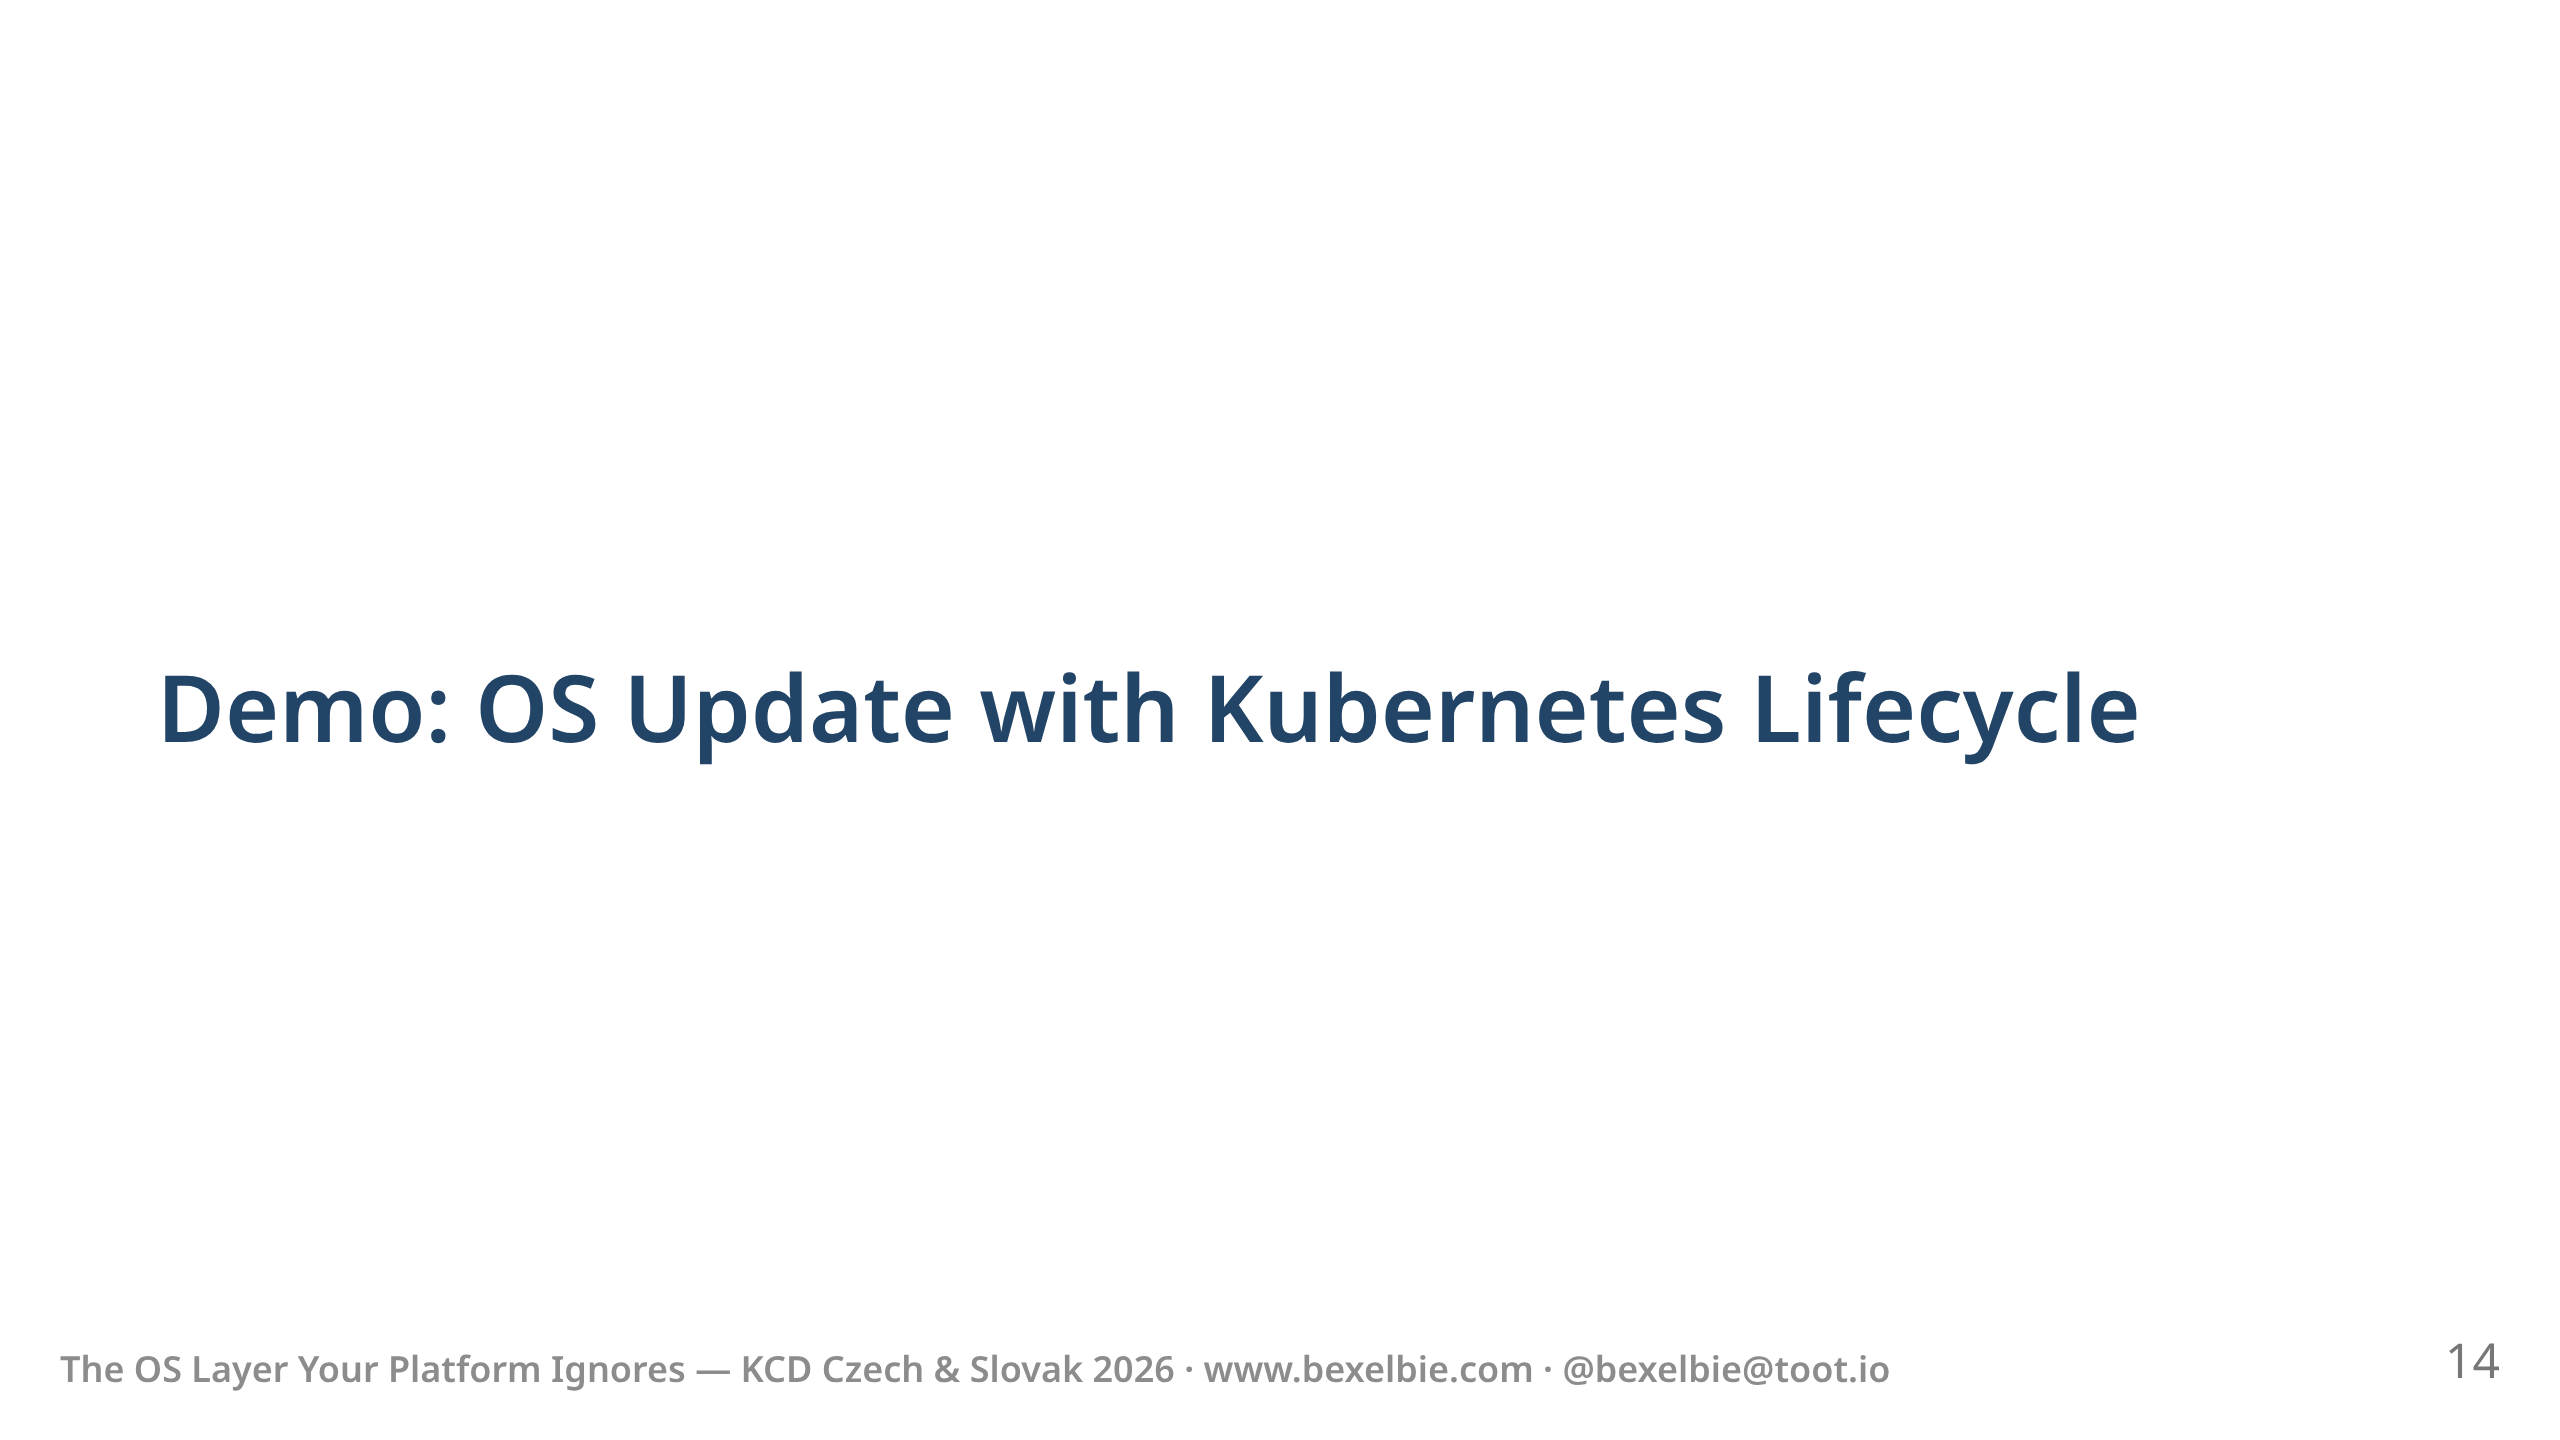 Demo: OS Update with Kubernetes Lifecycle
The OS Layer Your Platform Ignores — KCD Czech & Slovak 2026 · www.bexelbie.com · @bexelbie@toot.io
14